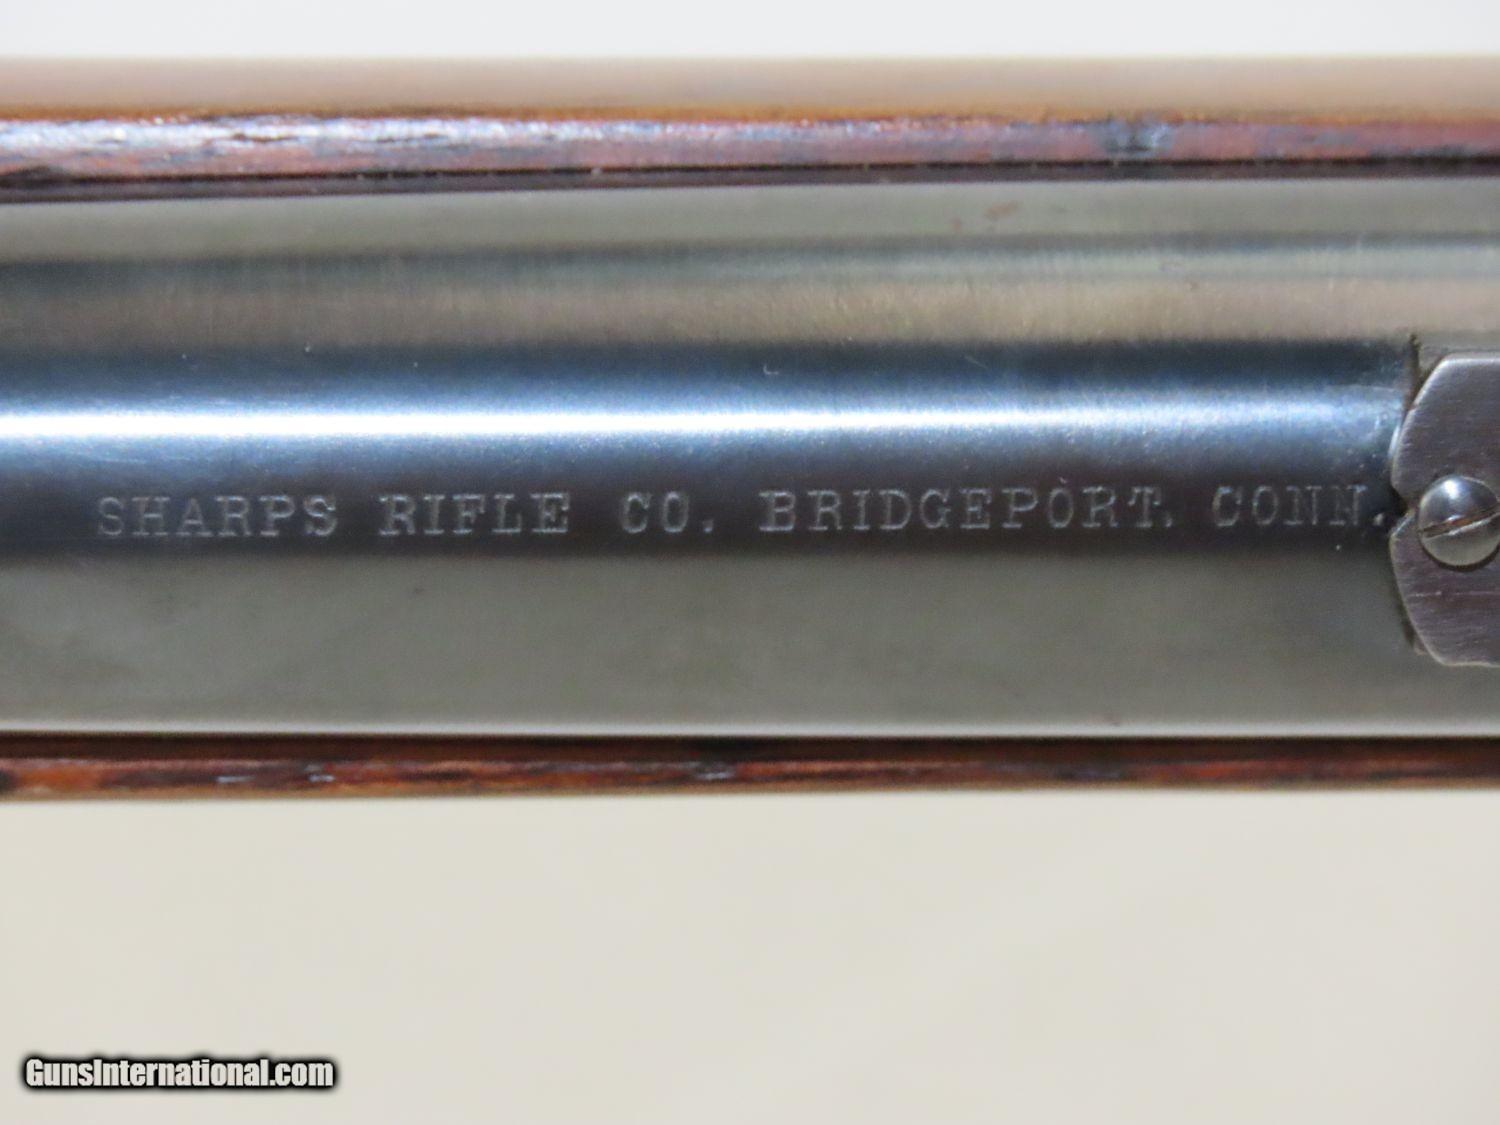 SHARPS RIFLE CO. BRIDGEPORT. CONN.
GunsInternational.com